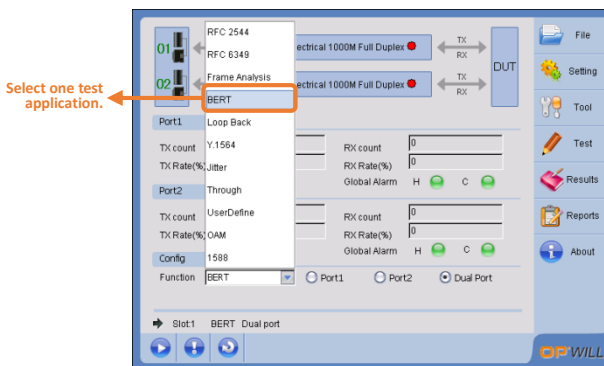 Select one test
application.
RFC 2544
RFC 6349
Frame Analysis
BERT
Loop Back
Y.1564
Jitter
Through
UserDefine
OAM
1588
01
ectrical 1000M Full Duplex
TX
RX
02
ectrical 1000M Full Duplex
TX
RX
DUT
Port1
TX count
RX count 0
TX Rate(%)
RX Rate(%) 0
Global Alarm H C
Port2
TX count
RX count 0
TX Rate(%)
RX Rate(%) 0
Global Alarm H C
Config
Function BERT Port1 Port2 Dual Port
Slot:1 BERT Dual port
File
Setting
Tool
Test
Results
Reports
About
OPWILL